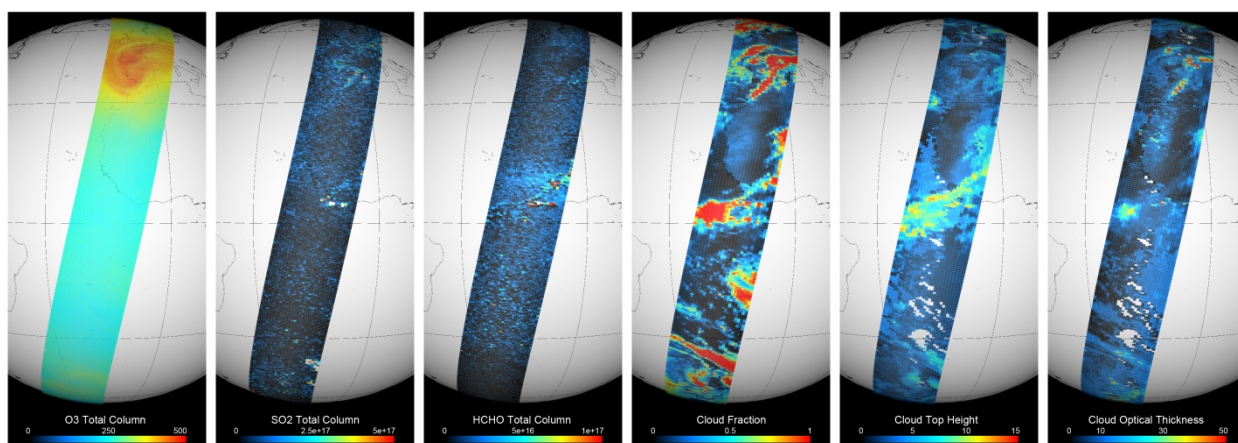 O3 Total Column
0 250 500
SO2 Total Column
0 2.5e+17 5e+17
HCHO Total Column
0 5e+16 1e+17
Cloud Fraction
0 0.5 1
Cloud Top Height
0 5 10 15
Cloud Optical Thickness
0 10 30 50